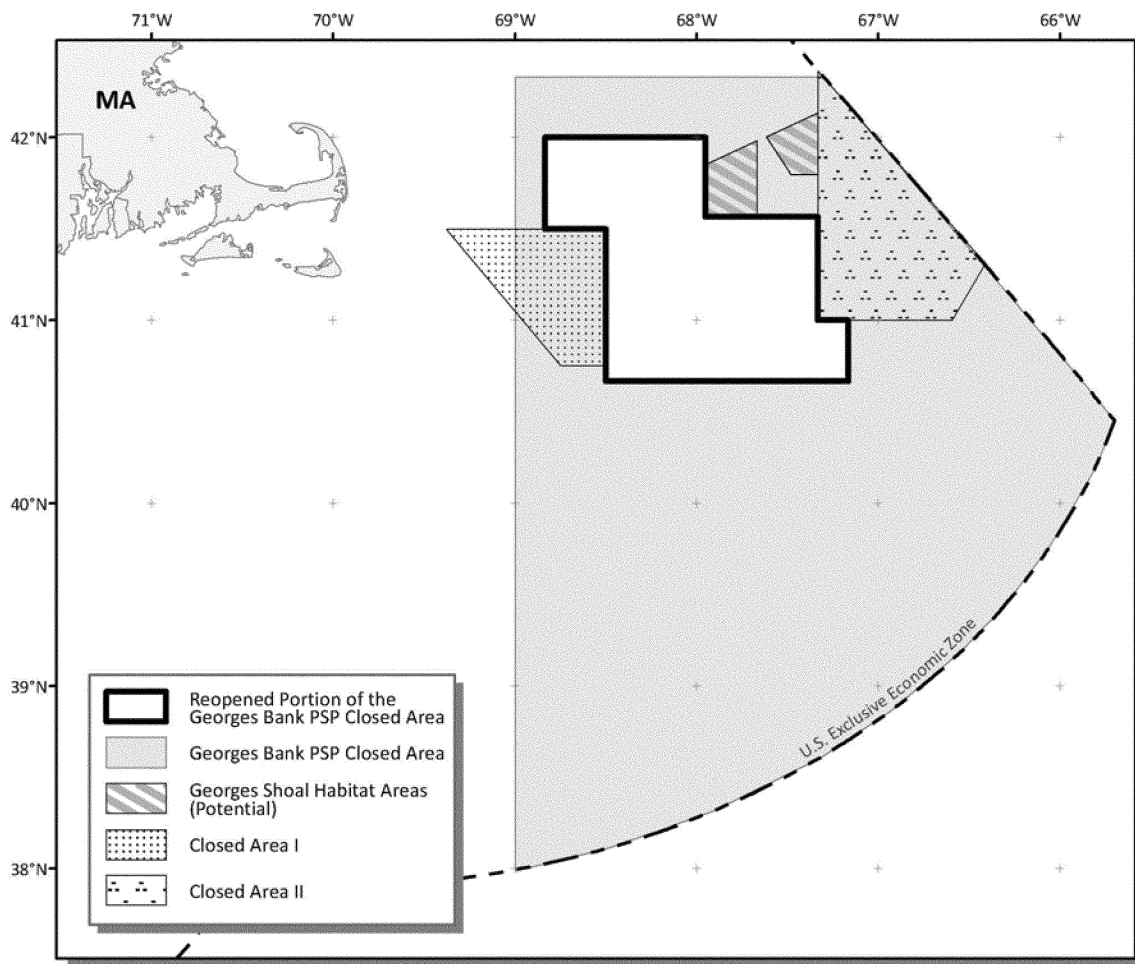 71°W 70°W 69°W 68°W 67°W 66°W
MA
42°N
41°N
40°N
39°N
38°N
U.S. Exclusive Economic Zone
Reopened Portion of the
Georges Bank PSP Closed Area
Georges Bank PSP Closed Area
Georges Shoal Habitat Areas
(Potential)
Closed Area I
Closed Area II